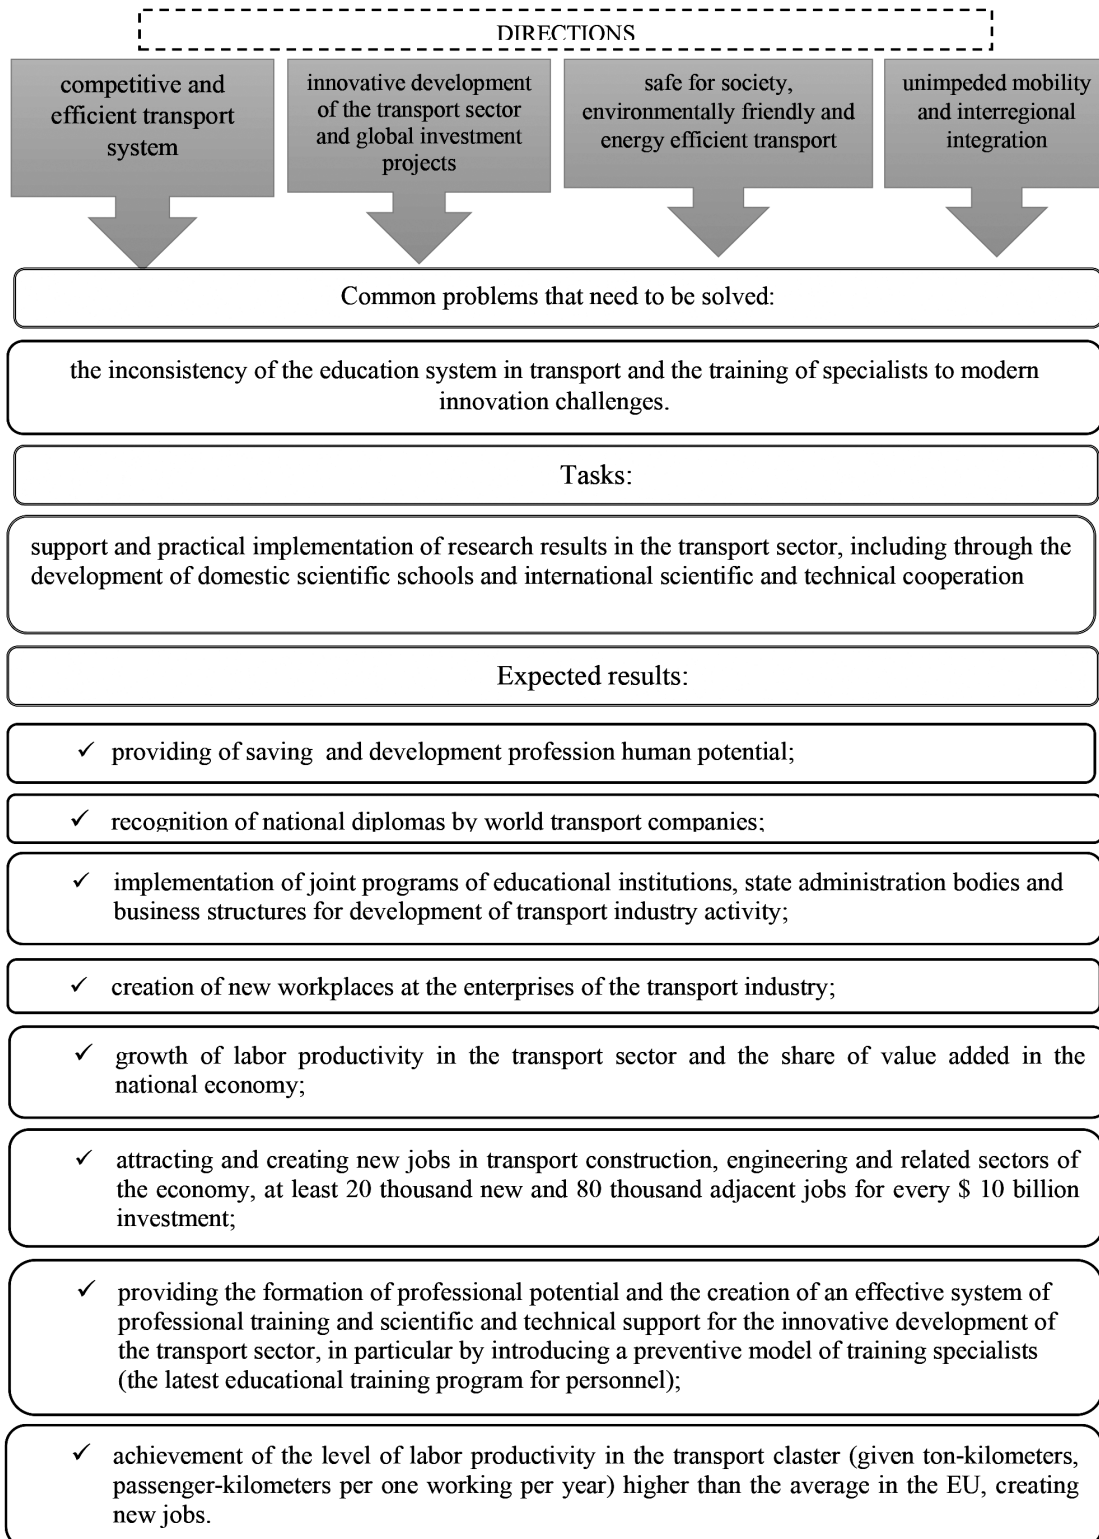 DIRECTIONS
competitive and
efficient transport
system
innovative development
of the transport sector
and global investment
projects
safe for society,
environmentally friendly and
energy efficient transport
unimpeded mobility
and interregional
integration
Common problems that need to be solved:
the inconsistency of the education system in transport and the training of specialists to modern
innovation challenges.
Tasks:
support and practical implementation of research results in the transport sector, including through the
development of domestic scientific schools and international scientific and technical cooperation
Expected results:
✓ providing of saving and development profession human potential;
✓ recognition of national diplomas by world transport companies;
✓ implementation of joint programs of educational institutions, state administration bodies and
business structures for development of transport industry activity;
✓ creation of new workplaces at the enterprises of the transport industry;
✓ growth of labor productivity in the transport sector and the share of value added in the
national economy;
✓ attracting and creating new jobs in transport construction, engineering and related sectors of
the economy, at least 20 thousand new and 80 thousand adjacent jobs for every $ 10 billion
investment;
✓ providing the formation of professional potential and the creation of an effective system of
professional training and scientific and technical support for the innovative development of
the transport sector, in particular by introducing a preventive model of training specialists
(the latest educational training program for personnel);
✓ achievement of the level of labor productivity in the transport claster (given ton-kilometers,
passenger-kilometers per one working per year) higher than the average in the EU, creating
new jobs.